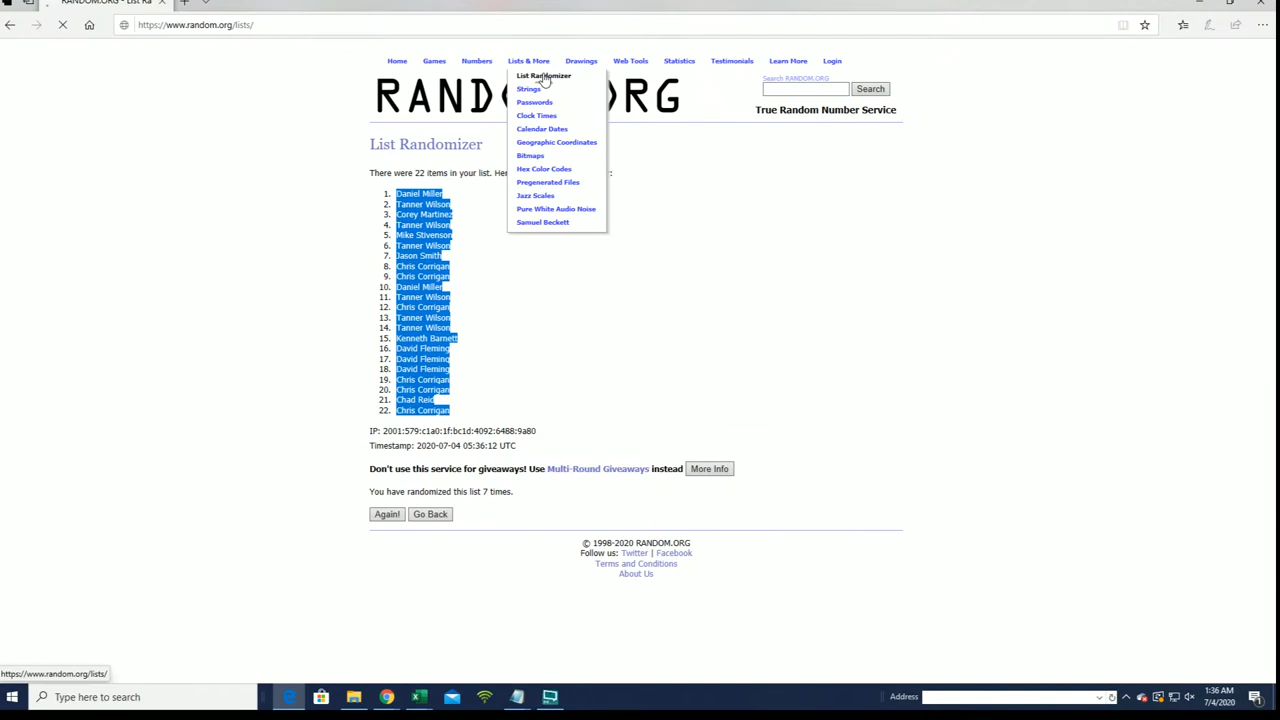 RANDOM.ORG - List Ra
https://www.random.org/lists/
Home Games Numbers Lists & More Drawings Web Tools Statistics Testimonials Learn More Login
List Randomizer
Strings
Passwords
Clock Times
Calendar Dates
Geographic Coordinates
Bitmaps
Hex Color Codes
Pregenerated Files
Jazz Scales
Pure White Audio Noise
Samuel Beckett
Search RANDOM.ORG
Search
True Random Number Service
List Randomizer
There were 22 items in your list.
1. Daniel Miller
2. Tanner Wilson
3. Corey Martinez
4. Tanner Wilson
5. Mike Stivenson
6. Tanner Wilson
7. Jason Smith
8. Chris Corrigan
9. Chris Corrigan
10. Daniel Miller
11. Tanner Wilson
12. Chris Corrigan
13. Tanner Wilson
14. Tanner Wilson
15. Kenneth Barnett
16. David Fleming
17. David Fleming
18. David Fleming
19. Chris Corrigan
20. Chris Corrigan
21. Chad Reid
22. Chris Corrigan
IP: 2001:579:c1a0:1f:bc1d:4092:6488:9a80
Timestamp: 2020-07-04 05:36:12 UTC
Don't use this service for giveaways! Use Multi-Round Giveaways instead More Info
You have randomized this list 7 times.
Again! Go Back
© 1998-2020 RANDOM.ORG
Follow us: Twitter | Facebook
Terms and Conditions
About Us
https://www.random.org/lists/
Type here to search
Address
1:36 AM
7/4/2020